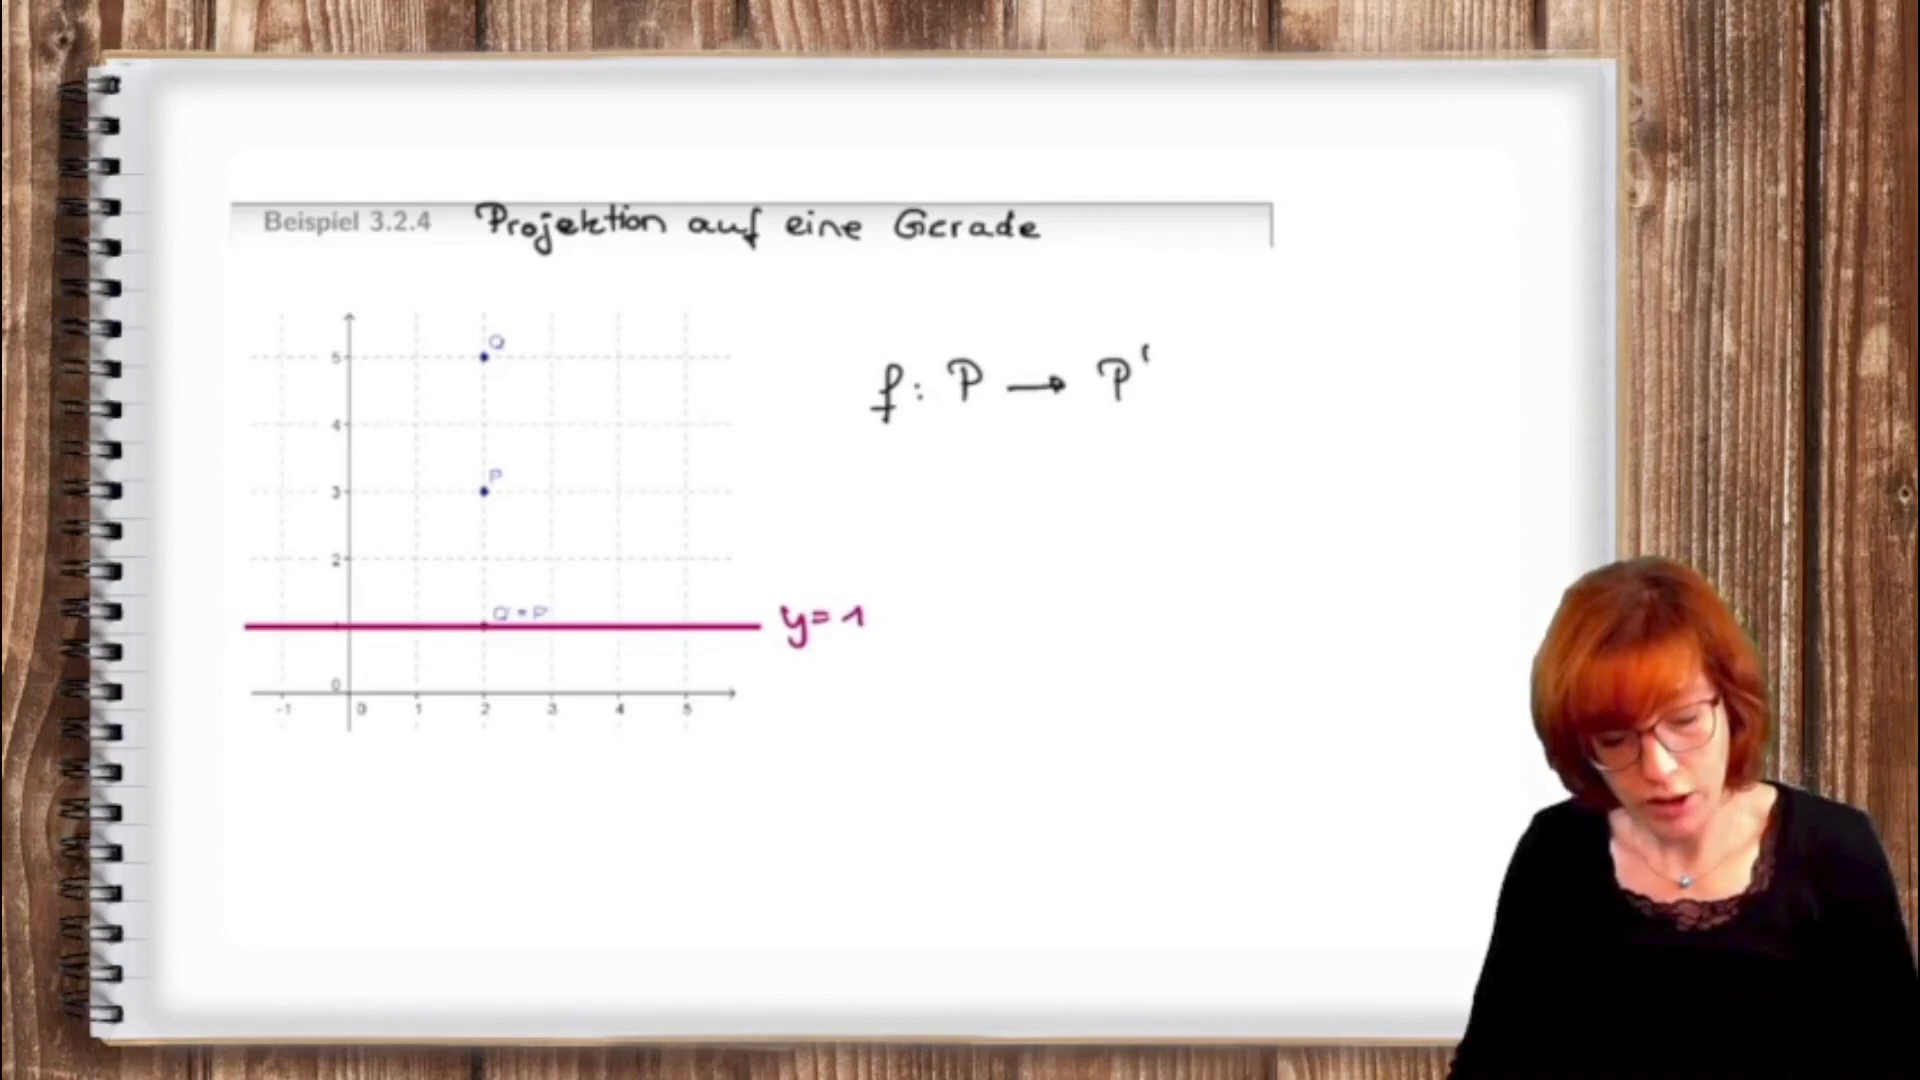 Beispiel 3.2.4 Projektion auf eine Gerade
Q
5
f: P → P'
4
P
3
2
Q' = P'
y = 1
0
-1 0 1 2 3 4 5